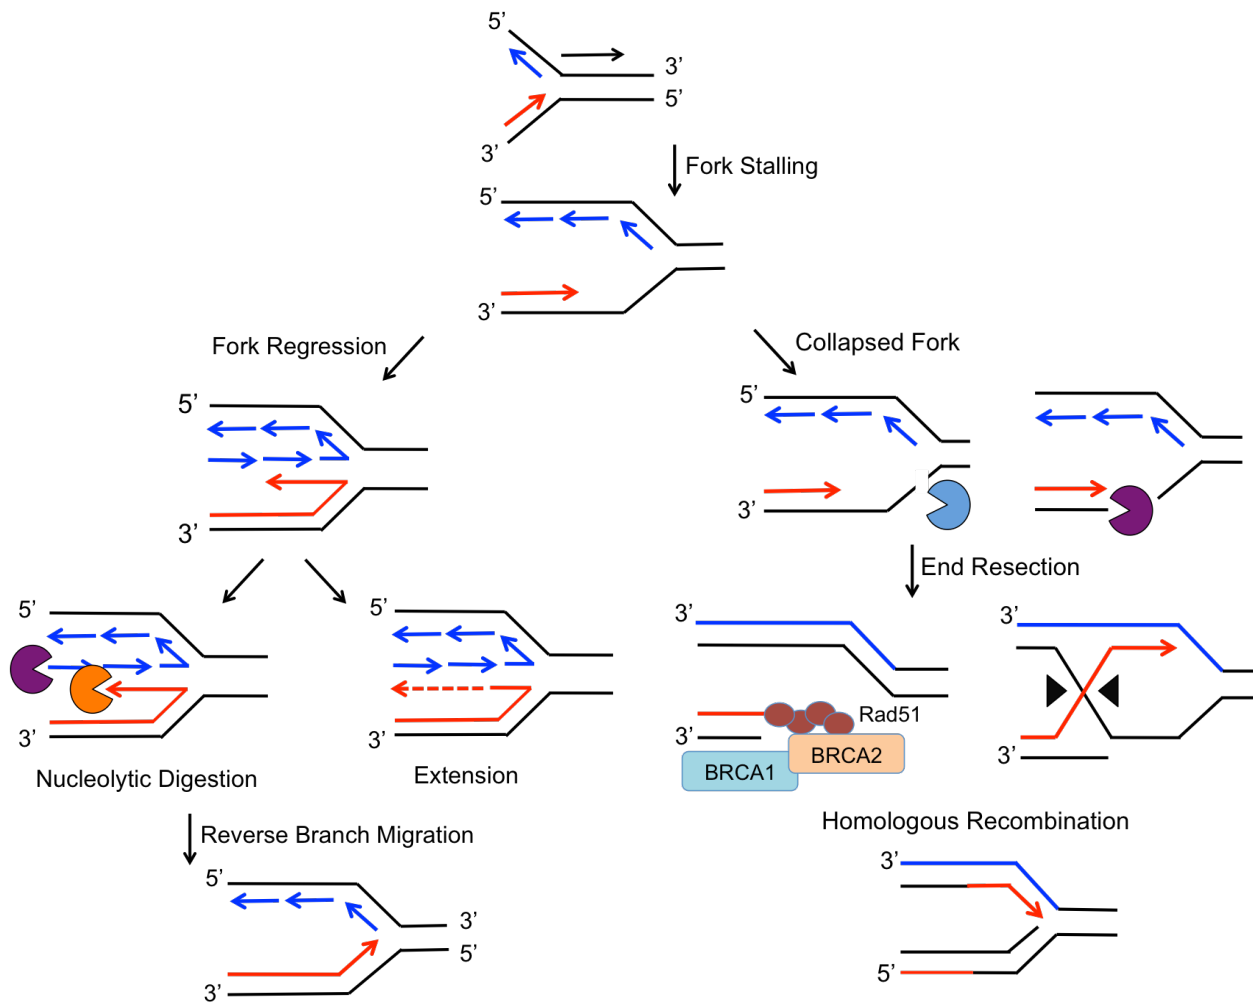 5’
3’
5’
3’
Fork Stalling
5’
3’
Fork Regression
Collapsed Fork
5’
3’
5’
3’
End Resection
5’
3’
Nucleolytic Digestion
5’
3’
Extension
3’
3’
Rad51
BRCA2
BRCA1
3’
3’
Homologous Recombination
Reverse Branch Migration
5’
3’
5’
3’
3’
5’